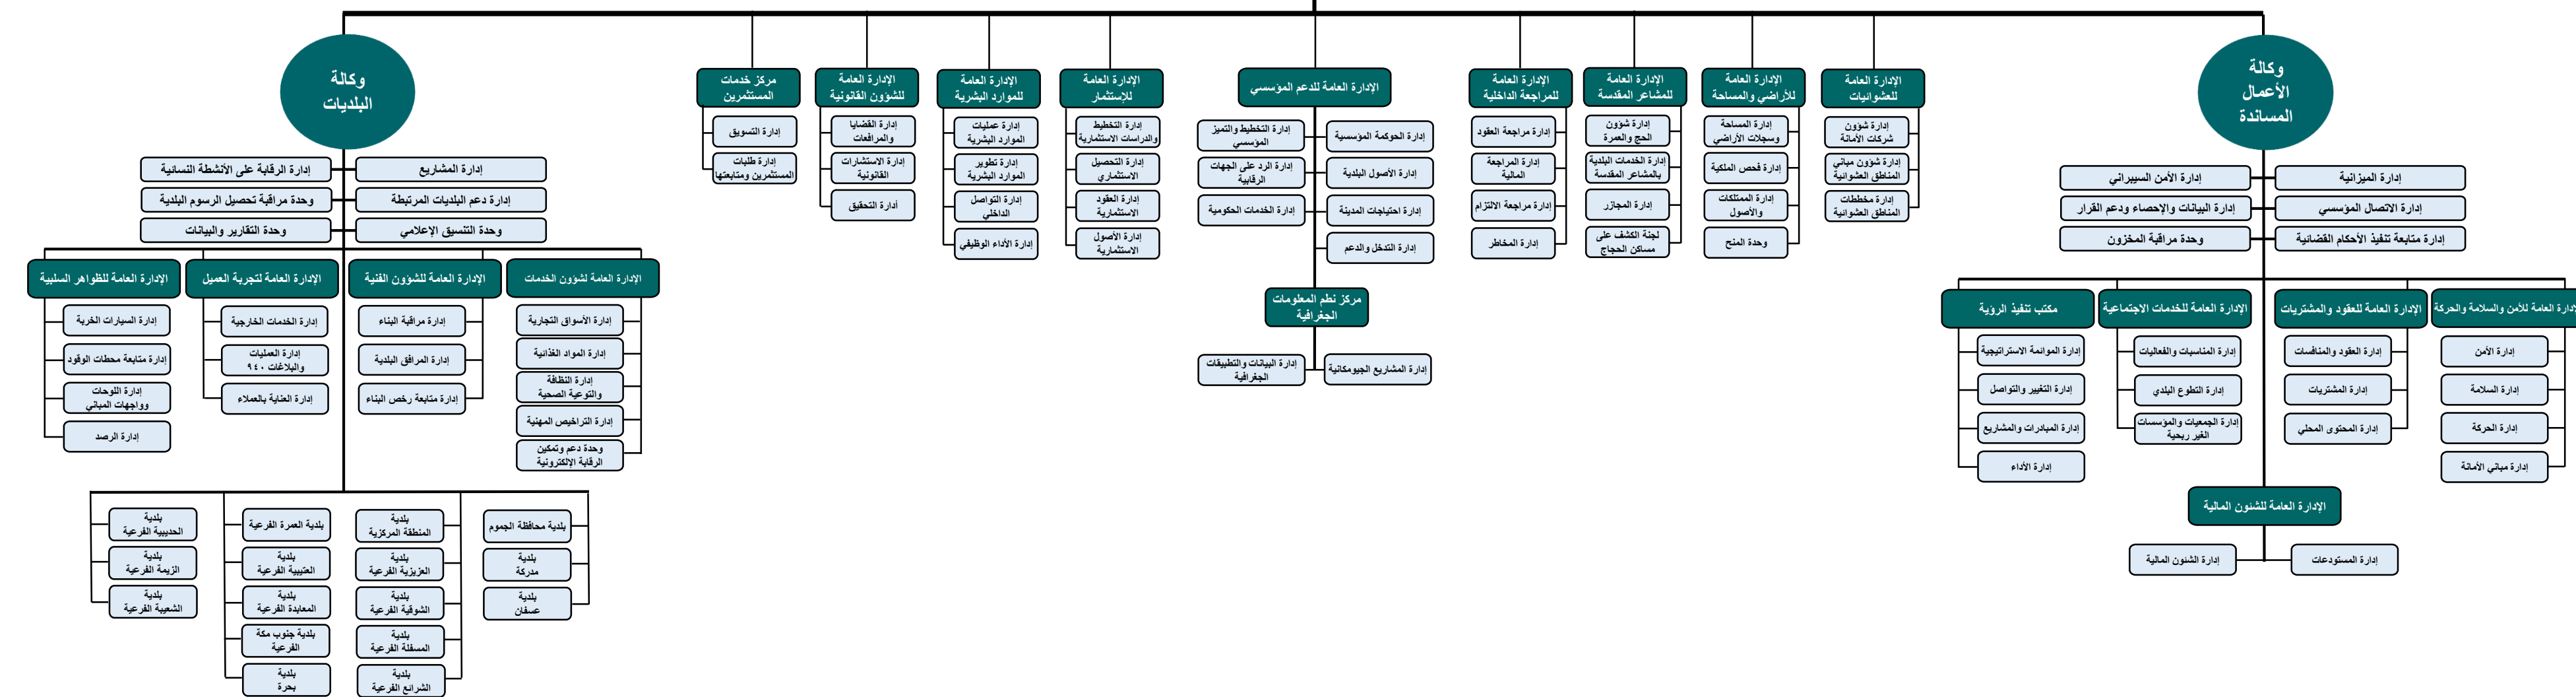 وكالة
الأعمال
المساندة
إدارة الميزانية
إدارة الأمن السيبراني
إدارة الاتصال المؤسسي
إدارة البيانات والإحصاء ودعم القرار
إدارة متابعة تنفيذ الأحكام القضائية
وحدة مراقبة المخزون
الإدارة العامة للأمن والسلامة والحركة
إدارة الأمن
إدارة السلامة
إدارة الحركة
إدارة مباني الأمانة
الإدارة العامة للعقود والمشتريات
إدارة العقود والمنافسات
إدارة المشتريات
إدارة المحتوى المحلي
الإدارة العامة للخدمات الاجتماعية
إدارة المناسبات والفعاليات
إدارة التطوع البلدي
إدارة الجمعيات والمؤسسات
الغير ربحية
مكتب تنفيذ الرؤية
إدارة الموائمة الاستراتيجية
إدارة التغيير والتواصل
إدارة المبادرات والمشاريع
إدارة الأداء
الإدارة العامة للشئون المالية
إدارة المستودعات
إدارة الشئون المالية
الإدارة العامة
للعشوائيات
إدارة شؤون
شركات الأمانة
إدارة شؤون مباني
المناطق العشوائية
إدارة مخططات
المناطق العشوائية
الإدارة العامة
للأراضي والمساحة
إدارة المساحة
وسجلات الأراضي
إدارة فحص الملكية
إدارة الممتلكات
والأصول
وحدة المنح
الإدارة العامة
للمشاعر المقدسة
إدارة شؤون
الحج والعمرة
إدارة الخدمات البلدية
بالمشاعر المقدسة
إدارة المجازر
لجنة الكشف على
مساكن الحجاج
الإدارة العامة
للمراجعة الداخلية
إدارة مراجعة العقود
إدارة المراجعة
المالية
إدارة مراجعة الالتزام
إدارة المخاطر
الإدارة العامة للدعم المؤسسي
إدارة الحوكمة المؤسسية
إدارة التخطيط والتميز
المؤسسي
إدارة الأصول البلدية
إدارة الرد على الجهات
الرقابية
إدارة احتياجات المدينة
إدارة الخدمات الحكومية
إدارة التدخل والدعم
مركز نظم المعلومات
الجغرافية
إدارة المشاريع الجيومكانية
إدارة البيانات والتطبيقات
الجغرافية
الإدارة العامة
للإستثمار
إدارة التخطيط
والدراسات الاستثمارية
إدارة التحصيل
الاستثماري
إدارة العقود
الاستثمارية
إدارة الأصول
الاستثمارية
الإدارة العامة
للموارد البشرية
إدارة عمليات
الموارد البشرية
إدارة تطوير
الموارد البشرية
إدارة التواصل
الداخلي
إدارة الأداء الوظيفي
الإدارة العامة
للشؤون القانونية
إدارة القضايا
والمرافعات
إدارة الاستشارات
القانونية
أدارة التحقيق
مركز خدمات
المستثمرين
إدارة التسويق
إدارة طلبات
المستثمرين ومتابعتها
وكالة
البلديات
إدارة المشاريع
إدارة الرقابة على الأنشطة النسائية
إدارة دعم البلديات المرتبطة
وحدة مراقبة تحصيل الرسوم البلدية
وحدة التنسيق الإعلامي
وحدة التقارير والبيانات
الإدارة العامة لشؤون الخدمات
إدارة الأسواق التجارية
إدارة المواد الغذائية
إدارة النظافة
والتوعية الصحية
إدارة التراخيص المهنية
وحدة دعم وتمكين
الرقابة الإلكترونية
الإدارة العامة للشؤون الفنية
إدارة مراقبة البناء
إدارة المرافق البلدية
إدارة متابعة رخص البناء
الإدارة العامة لتجربة العميل
إدارة الخدمات الخارجية
إدارة العمليات
والبلاغات ٩٤٠
إدارة العناية بالعملاء
الإدارة العامة للظواهر السلبية
إدارة السيارات الخربة
إدارة متابعة محطات الوقود
إدارة اللوحات
وواجهات المباني
إدارة الرصد
بلدية محافظة الجموم
بلدية
مدركة
بلدية
عسفان
بلدية
المنطقة المركزية
بلدية
العزيزية الفرعية
بلدية
الشوقية الفرعية
بلدية
المسفلة الفرعية
بلدية
الشرائع الفرعية
بلدية العمرة الفرعية
بلدية
العتيبية الفرعية
بلدية
المعابدة الفرعية
بلدية جنوب مكة
الفرعية
بلدية
بحرة
بلدية
الحديبية الفرعية
بلدية
الزيمة الفرعية
بلدية
الشعيبة الفرعية